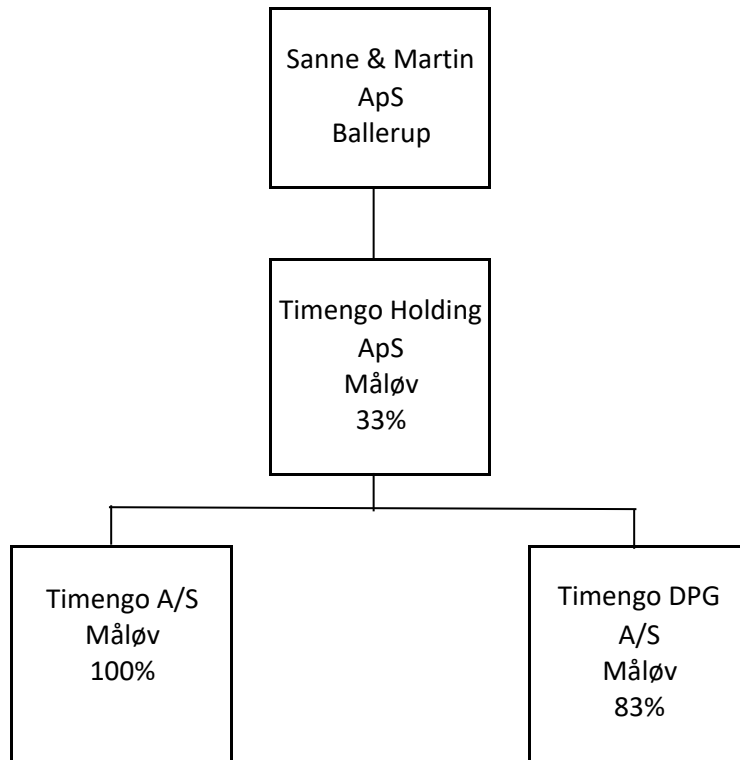 Sanne & Martin
ApS
Ballerup
Timengo Holding
ApS
Måløv
33%
Timengo A/S
Måløv
100%
Timengo DPG
A/S
Måløv
83%